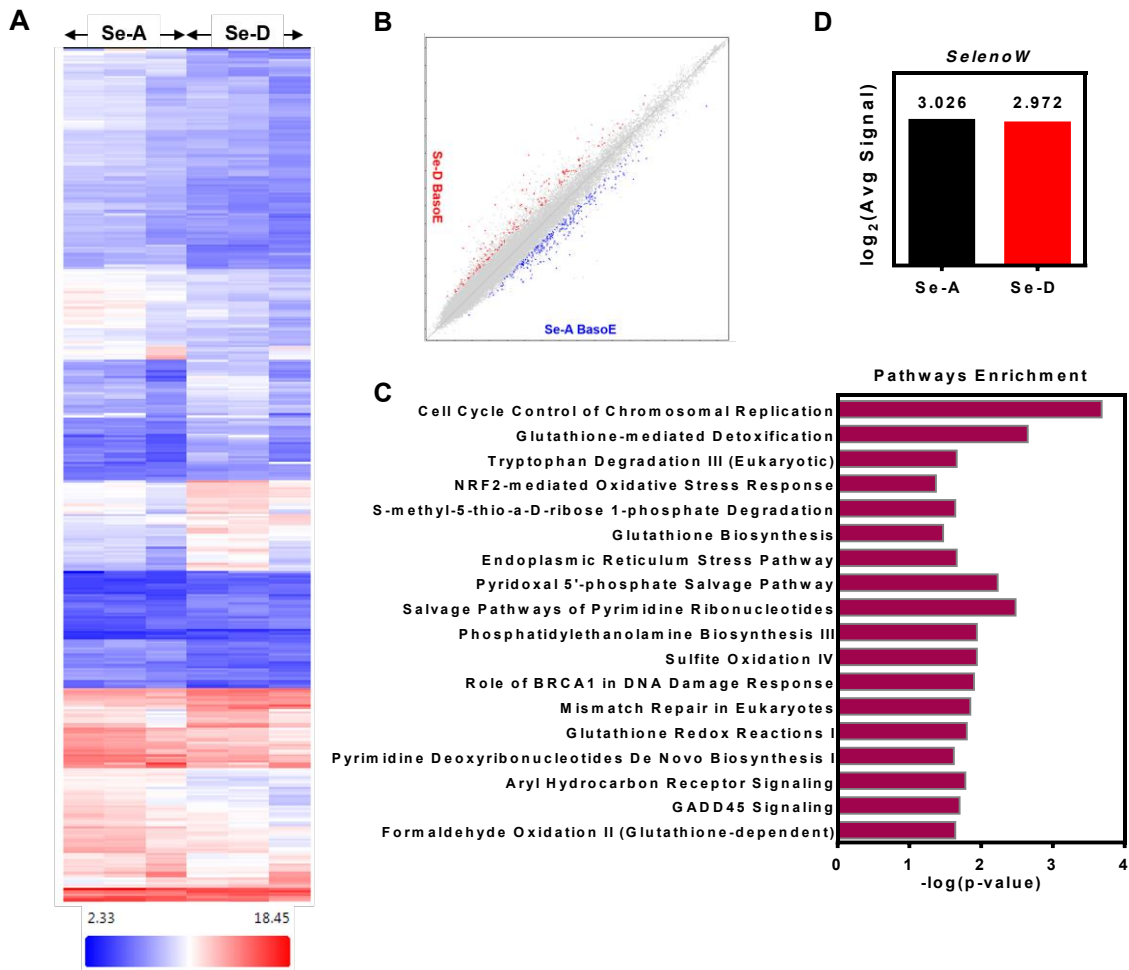 A
Se-A
Se-D
2.33
18.45
B
Se-D BasoE
Se-A BasoE
D
SelenoW
log2(Avg Signal)
3.026
2.972
Se-A
Se-D
C
Pathways Enrichment
Cell Cycle Control of Chromosomal Replication
Glutathione-mediated Detoxification
Tryptophan Degradation III (Eukaryotic)
NRF2-mediated Oxidative Stress Response
S-methyl-5-thio-a-D-ribose 1-phosphate Degradation
Glutathione Biosynthesis
Endoplasmic Reticulum Stress Pathway
Pyridoxal 5'-phosphate Salvage Pathway
Salvage Pathways of Pyrimidine Ribonucleotides
Phosphatidylethanolamine Biosynthesis III
Sulfite Oxidation IV
Role of BRCA1 in DNA Damage Response
Mismatch Repair in Eukaryotes
Glutathione Redox Reactions I
Pyrimidine Deoxyribonucleotides De Novo Biosynthesis I
Aryl Hydrocarbon Receptor Signaling
GADD45 Signaling
Formaldehyde Oxidation II (Glutathione-dependent)
0 1 2 3 4
-log(p-value)